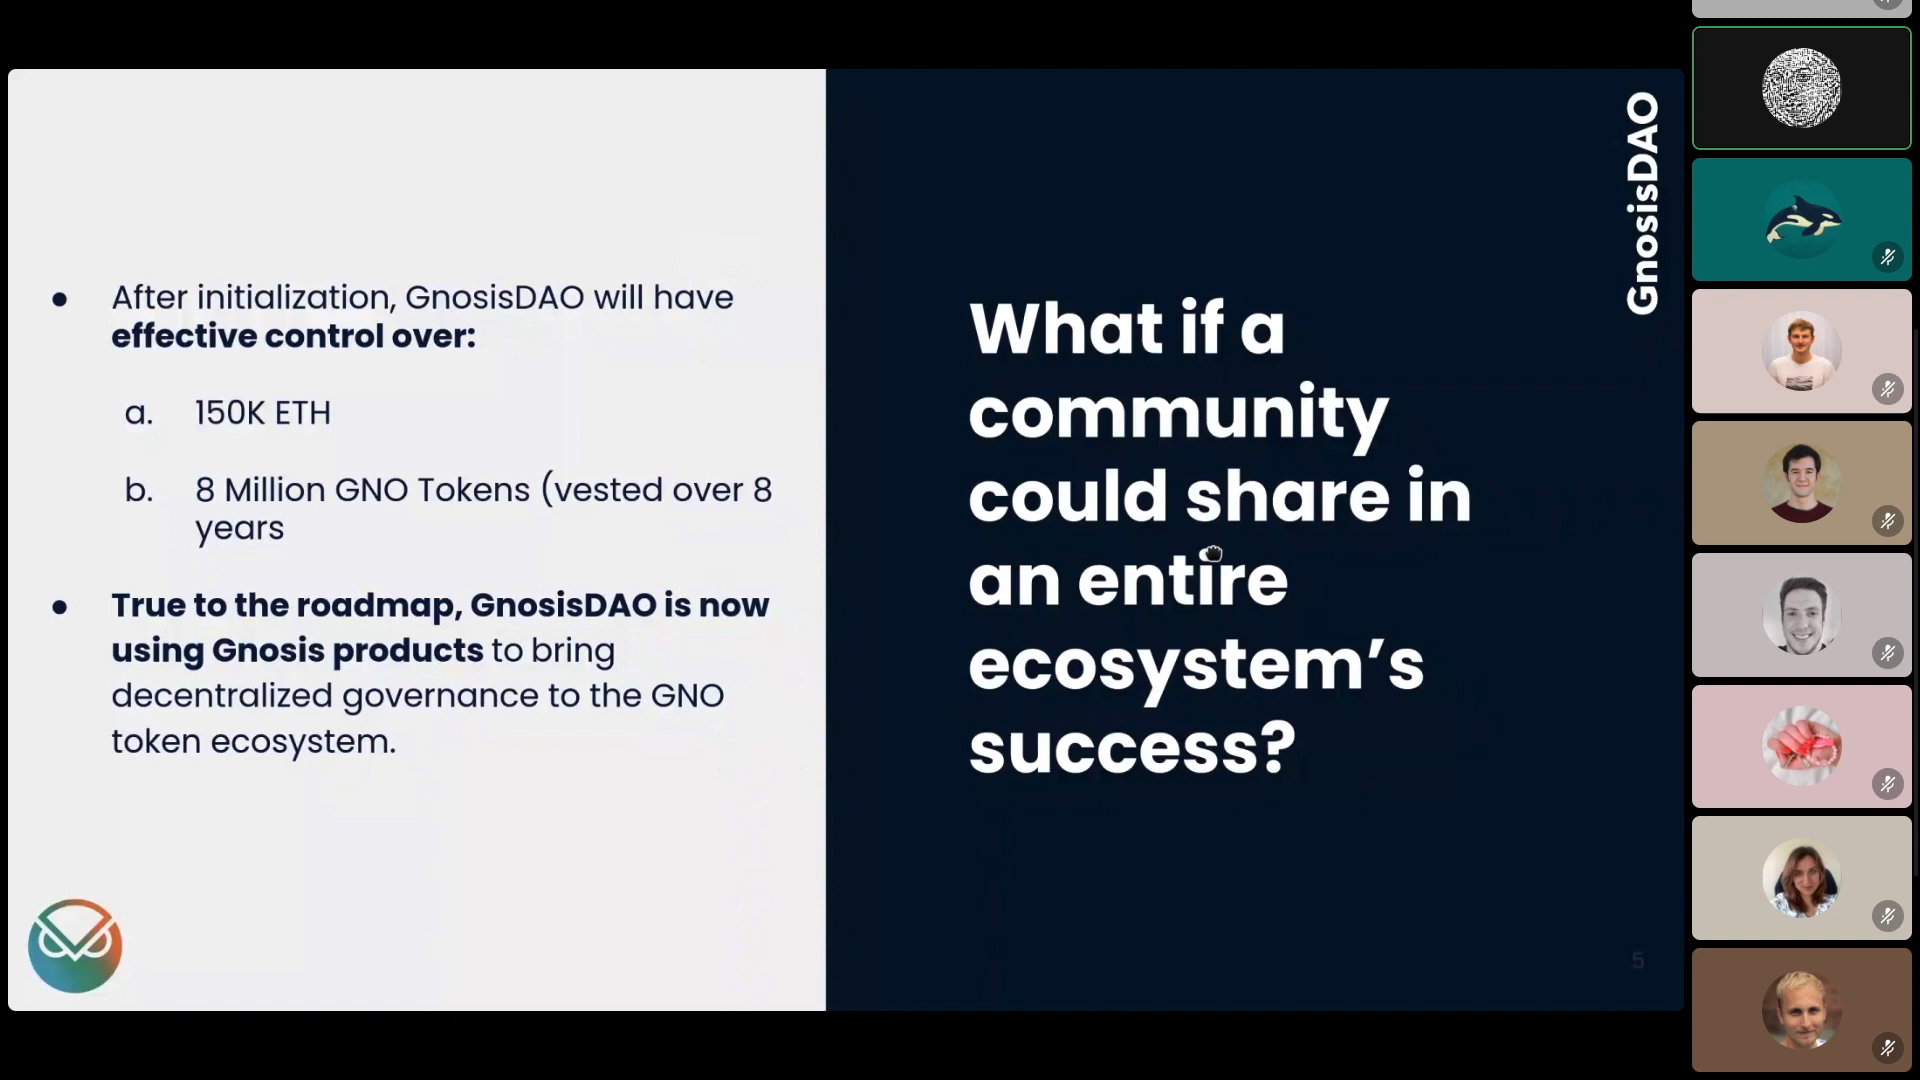 ● After initialization, GnosisDAO will have
effective control over:
a. 150K ETH
b. 8 Million GNO Tokens (vested over 8
years
● True to the roadmap, GnosisDAO is now
using Gnosis products to bring
decentralized governance to the GNO
token ecosystem.
GnosisDAO
What if a
community
could share in
an entire
ecosystem’s
success?
5